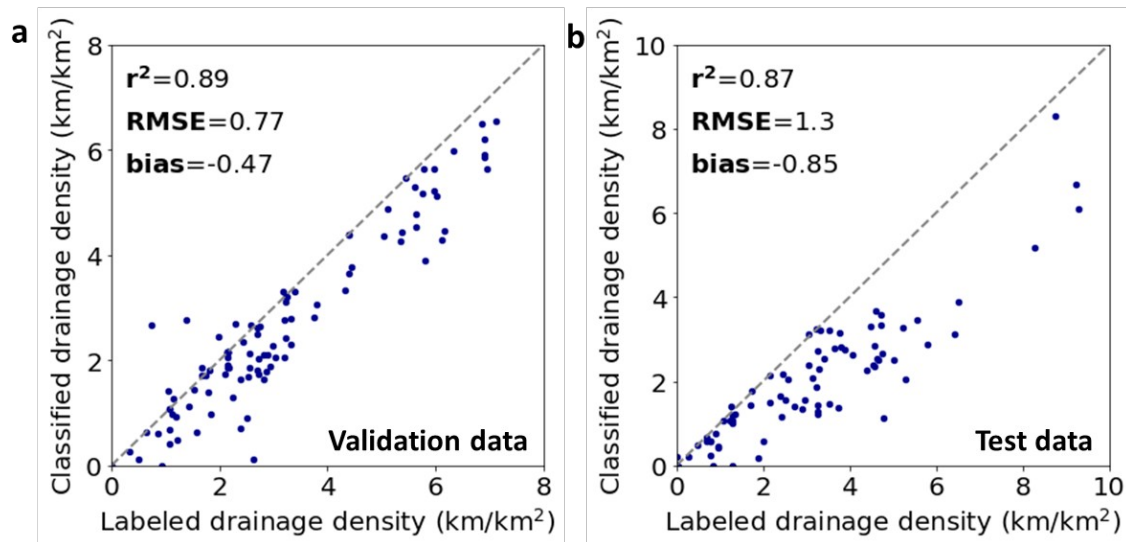 a
Classified drainage density (km/km²)
8
6
4
2
0
r²=0.89
RMSE=0.77
bias=-0.47
Validation data
0 2 4 6 8
Labeled drainage density (km/km²)
b
Classified drainage density (km/km²)
10
8
6
4
2
0
r²=0.87
RMSE=1.3
bias=-0.85
Test data
0 2 4 6 8 10
Labeled drainage density (km/km²)